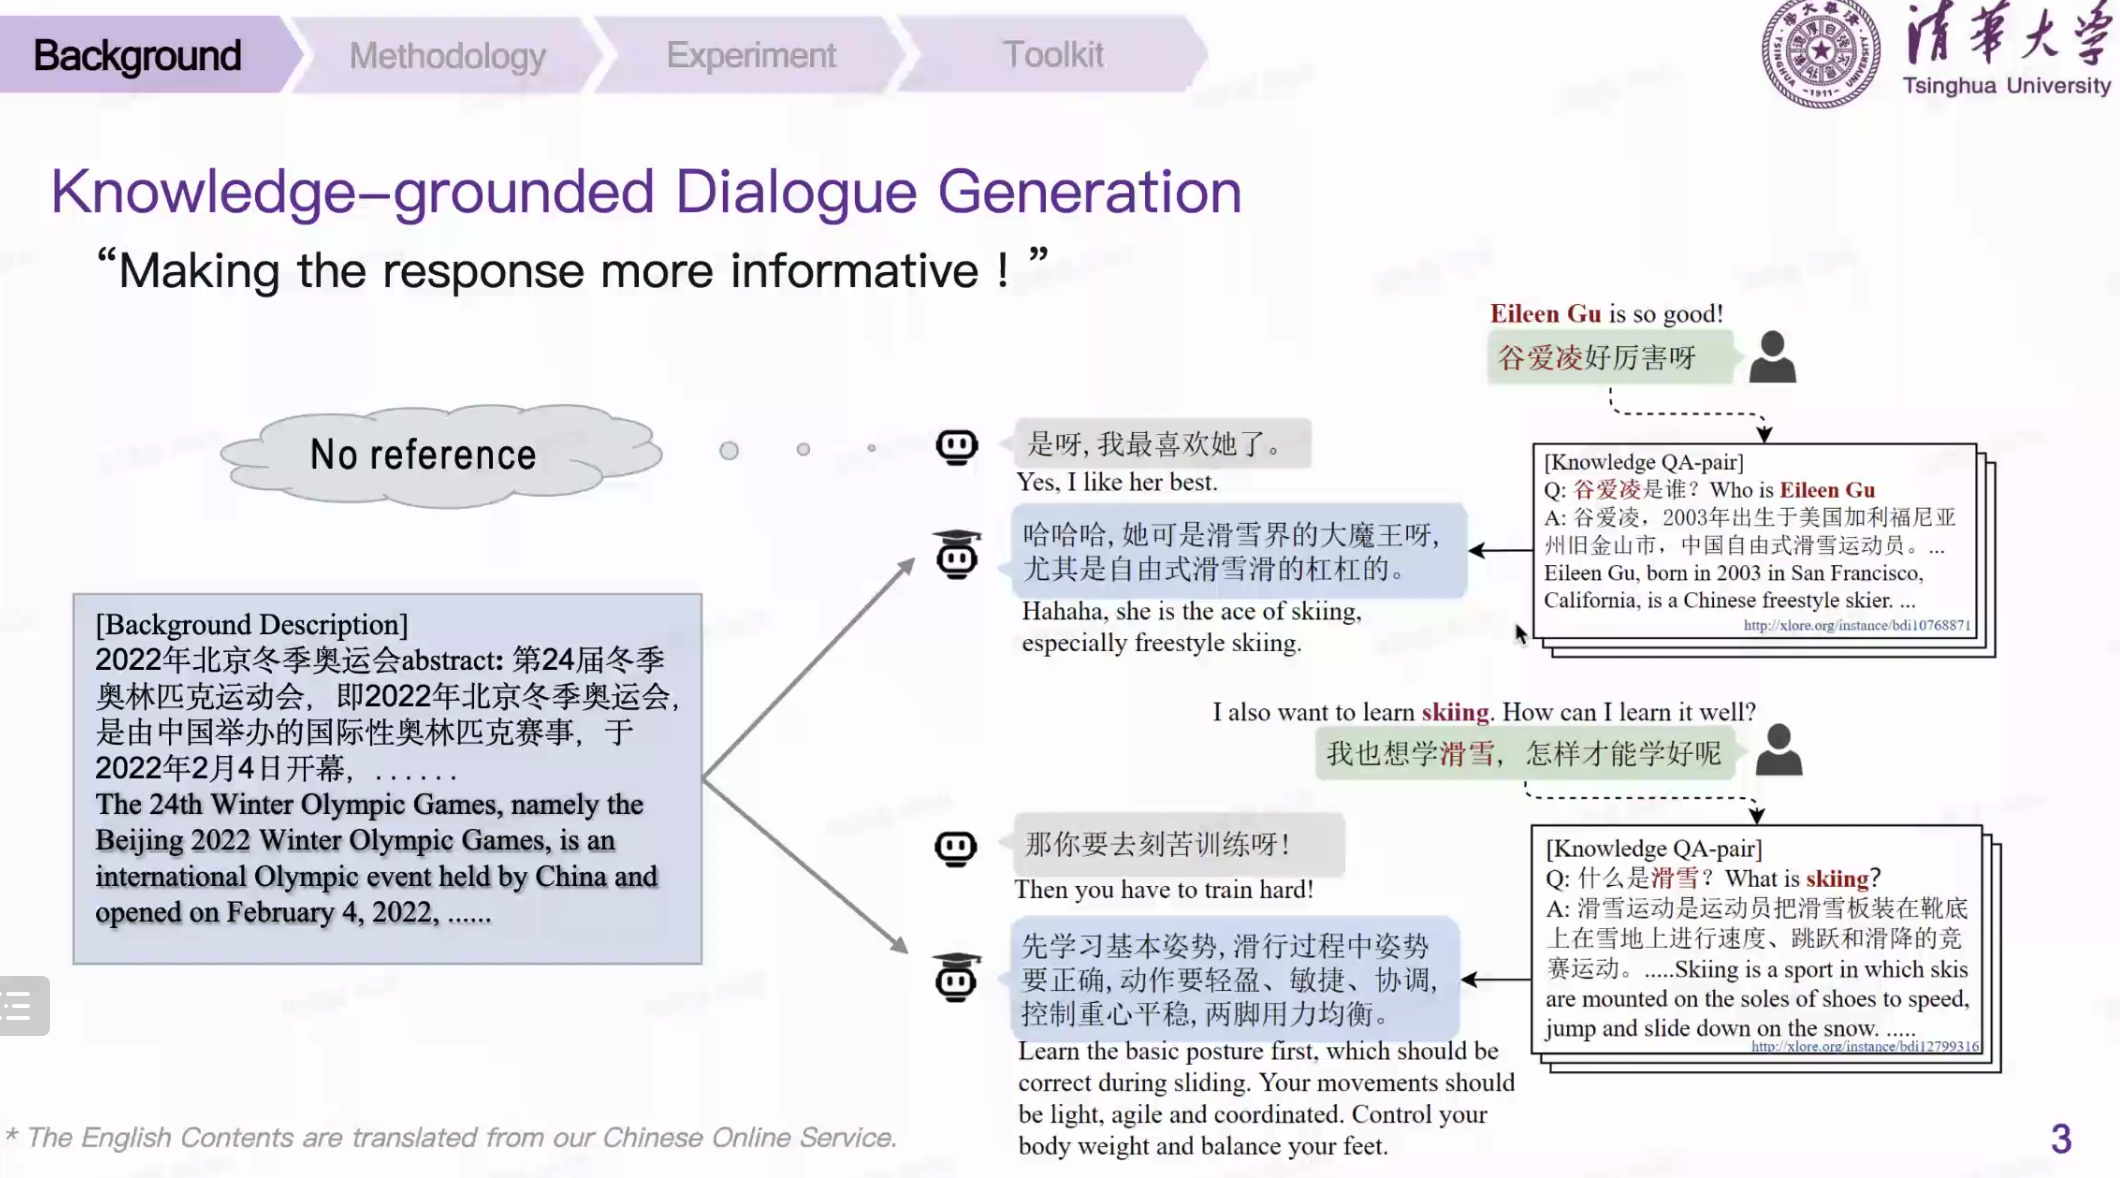 Background
Methodology
Experiment
Toolkit
清华大学
Tsinghua University
Knowledge-grounded Dialogue Generation
“Making the response more informative！”
Eileen Gu is so good!
谷爱凌好厉害呀
No reference
是呀,我最喜欢她了。
Yes, I like her best.
哈哈哈,她可是滑雪界的大魔王呀,
尤其是自由式滑雪滑的杠杠的。
Hahaha, she is the ace of skiing,
especially freestyle skiing.
[Knowledge QA-pair]
Q: 谷爱凌是谁？Who is Eileen Gu
A: 谷爱凌，2003年出生于美国加利福尼亚
州旧金山市，中国自由式滑雪运动员。...
Eileen Gu, born in 2003 in San Francisco,
California, is a Chinese freestyle skier. ...
http://xlore.org/instance/bdi10768871
[Background Description]
2022年北京冬季奥运会abstract: 第24届冬季
奥林匹克运动会，即2022年北京冬季奥运会,
是由中国举办的国际性奥林匹克赛事，于
2022年2月4日开幕，......
The 24th Winter Olympic Games, namely the
Beijing 2022 Winter Olympic Games, is an
international Olympic event held by China and
opened on February 4, 2022, ......
I also want to learn skiing. How can I learn it well?
我也想学滑雪，怎样才能学好呢
那你要去刻苦训练呀!
Then you have to train hard!
先学习基本姿势,滑行过程中姿势
要正确,动作要轻盈、敏捷、协调,
控制重心平稳,两脚用力均衡。
Learn the basic posture first, which should be
correct during sliding. Your movements should
be light, agile and coordinated. Control your
body weight and balance your feet.
[Knowledge QA-pair]
Q: 什么是滑雪？What is skiing?
A: 滑雪运动是运动员把滑雪板装在靴底
上在雪地上进行速度、跳跃和滑降的竞
赛运动。.....Skiing is a sport in which skis
are mounted on the soles of shoes to speed,
jump and slide down on the snow. .....
http://xlore.org/instance/bdi12799316
* The English Contents are translated from our Chinese Online Service.
3